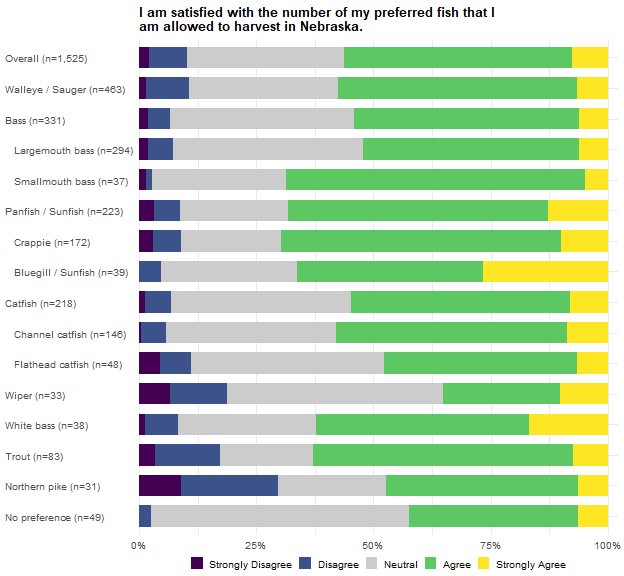 I am satisfied with the number of my preferred fish that I
am allowed to harvest in Nebraska.
Overall (n=1,525)
Walleye / Sauger (n=463)
Bass (n=331)
Largemouth bass (n=294)
Smallmouth bass (n=37)
Panfish / Sunfish (n=223)
Crappie (n=172)
Bluegill / Sunfish (n=39)
Catfish (n=218)
Channel catfish (n=146)
Flathead catfish (n=48)
Wiper (n=33)
White bass (n=38)
Trout (n=83)
Northern pike (n=31)
No preference (n=49)
0% 25% 50% 75% 100%
Strongly Disagree Disagree Neutral Agree Strongly Agree